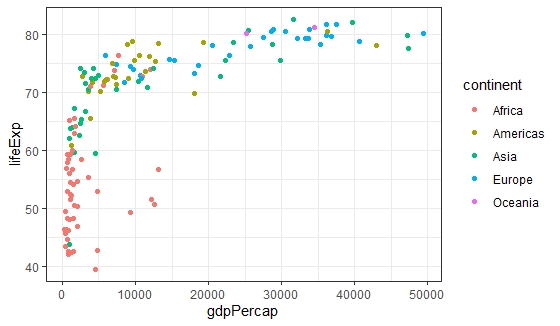 80
70
60
50
40
lifeExp
0 10000 20000 30000 40000 50000
gdpPercap
continent
Africa
Americas
Asia
Europe
Oceania